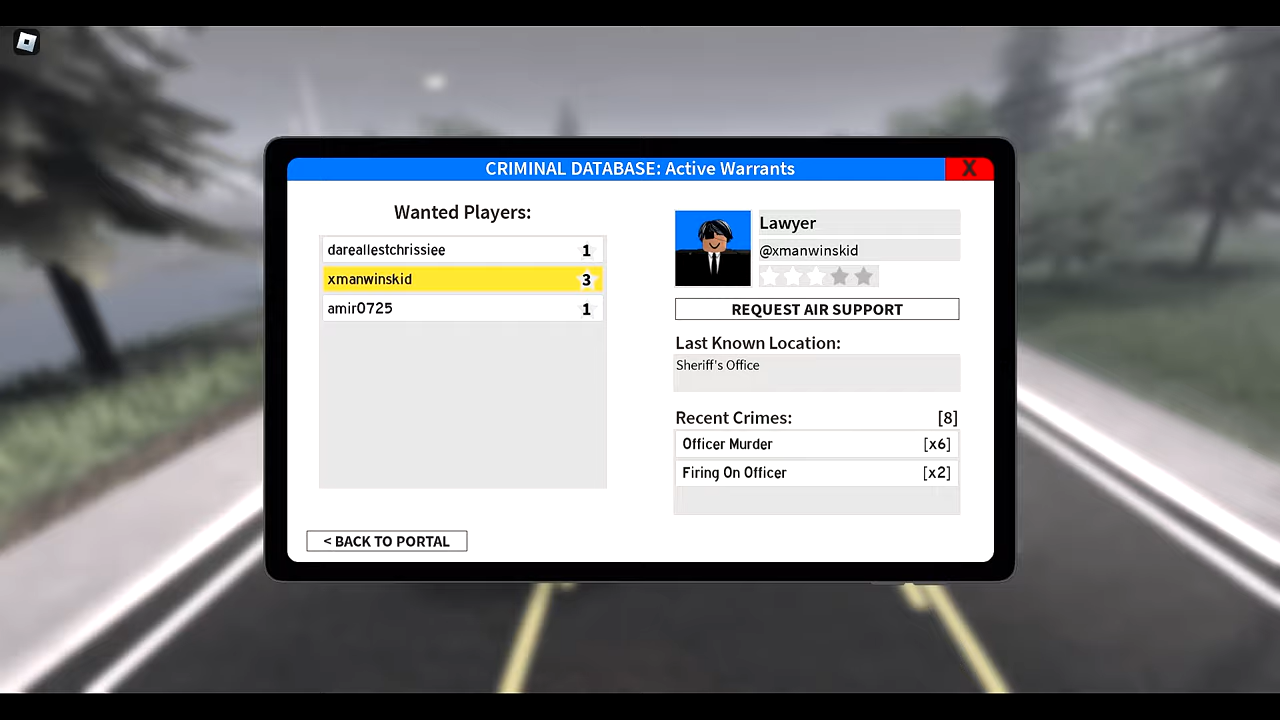 CRIMINAL DATABASE: Active Warrants
X
Wanted Players:
dareallestchrissiee 1
xmanwinskid 3
amir0725 1
< BACK TO PORTAL
Lawyer
@xmanwinskid
REQUEST AIR SUPPORT
Last Known Location:
Sheriff's Office
Recent Crimes: [8]
Officer Murder [x6]
Firing On Officer [x2]